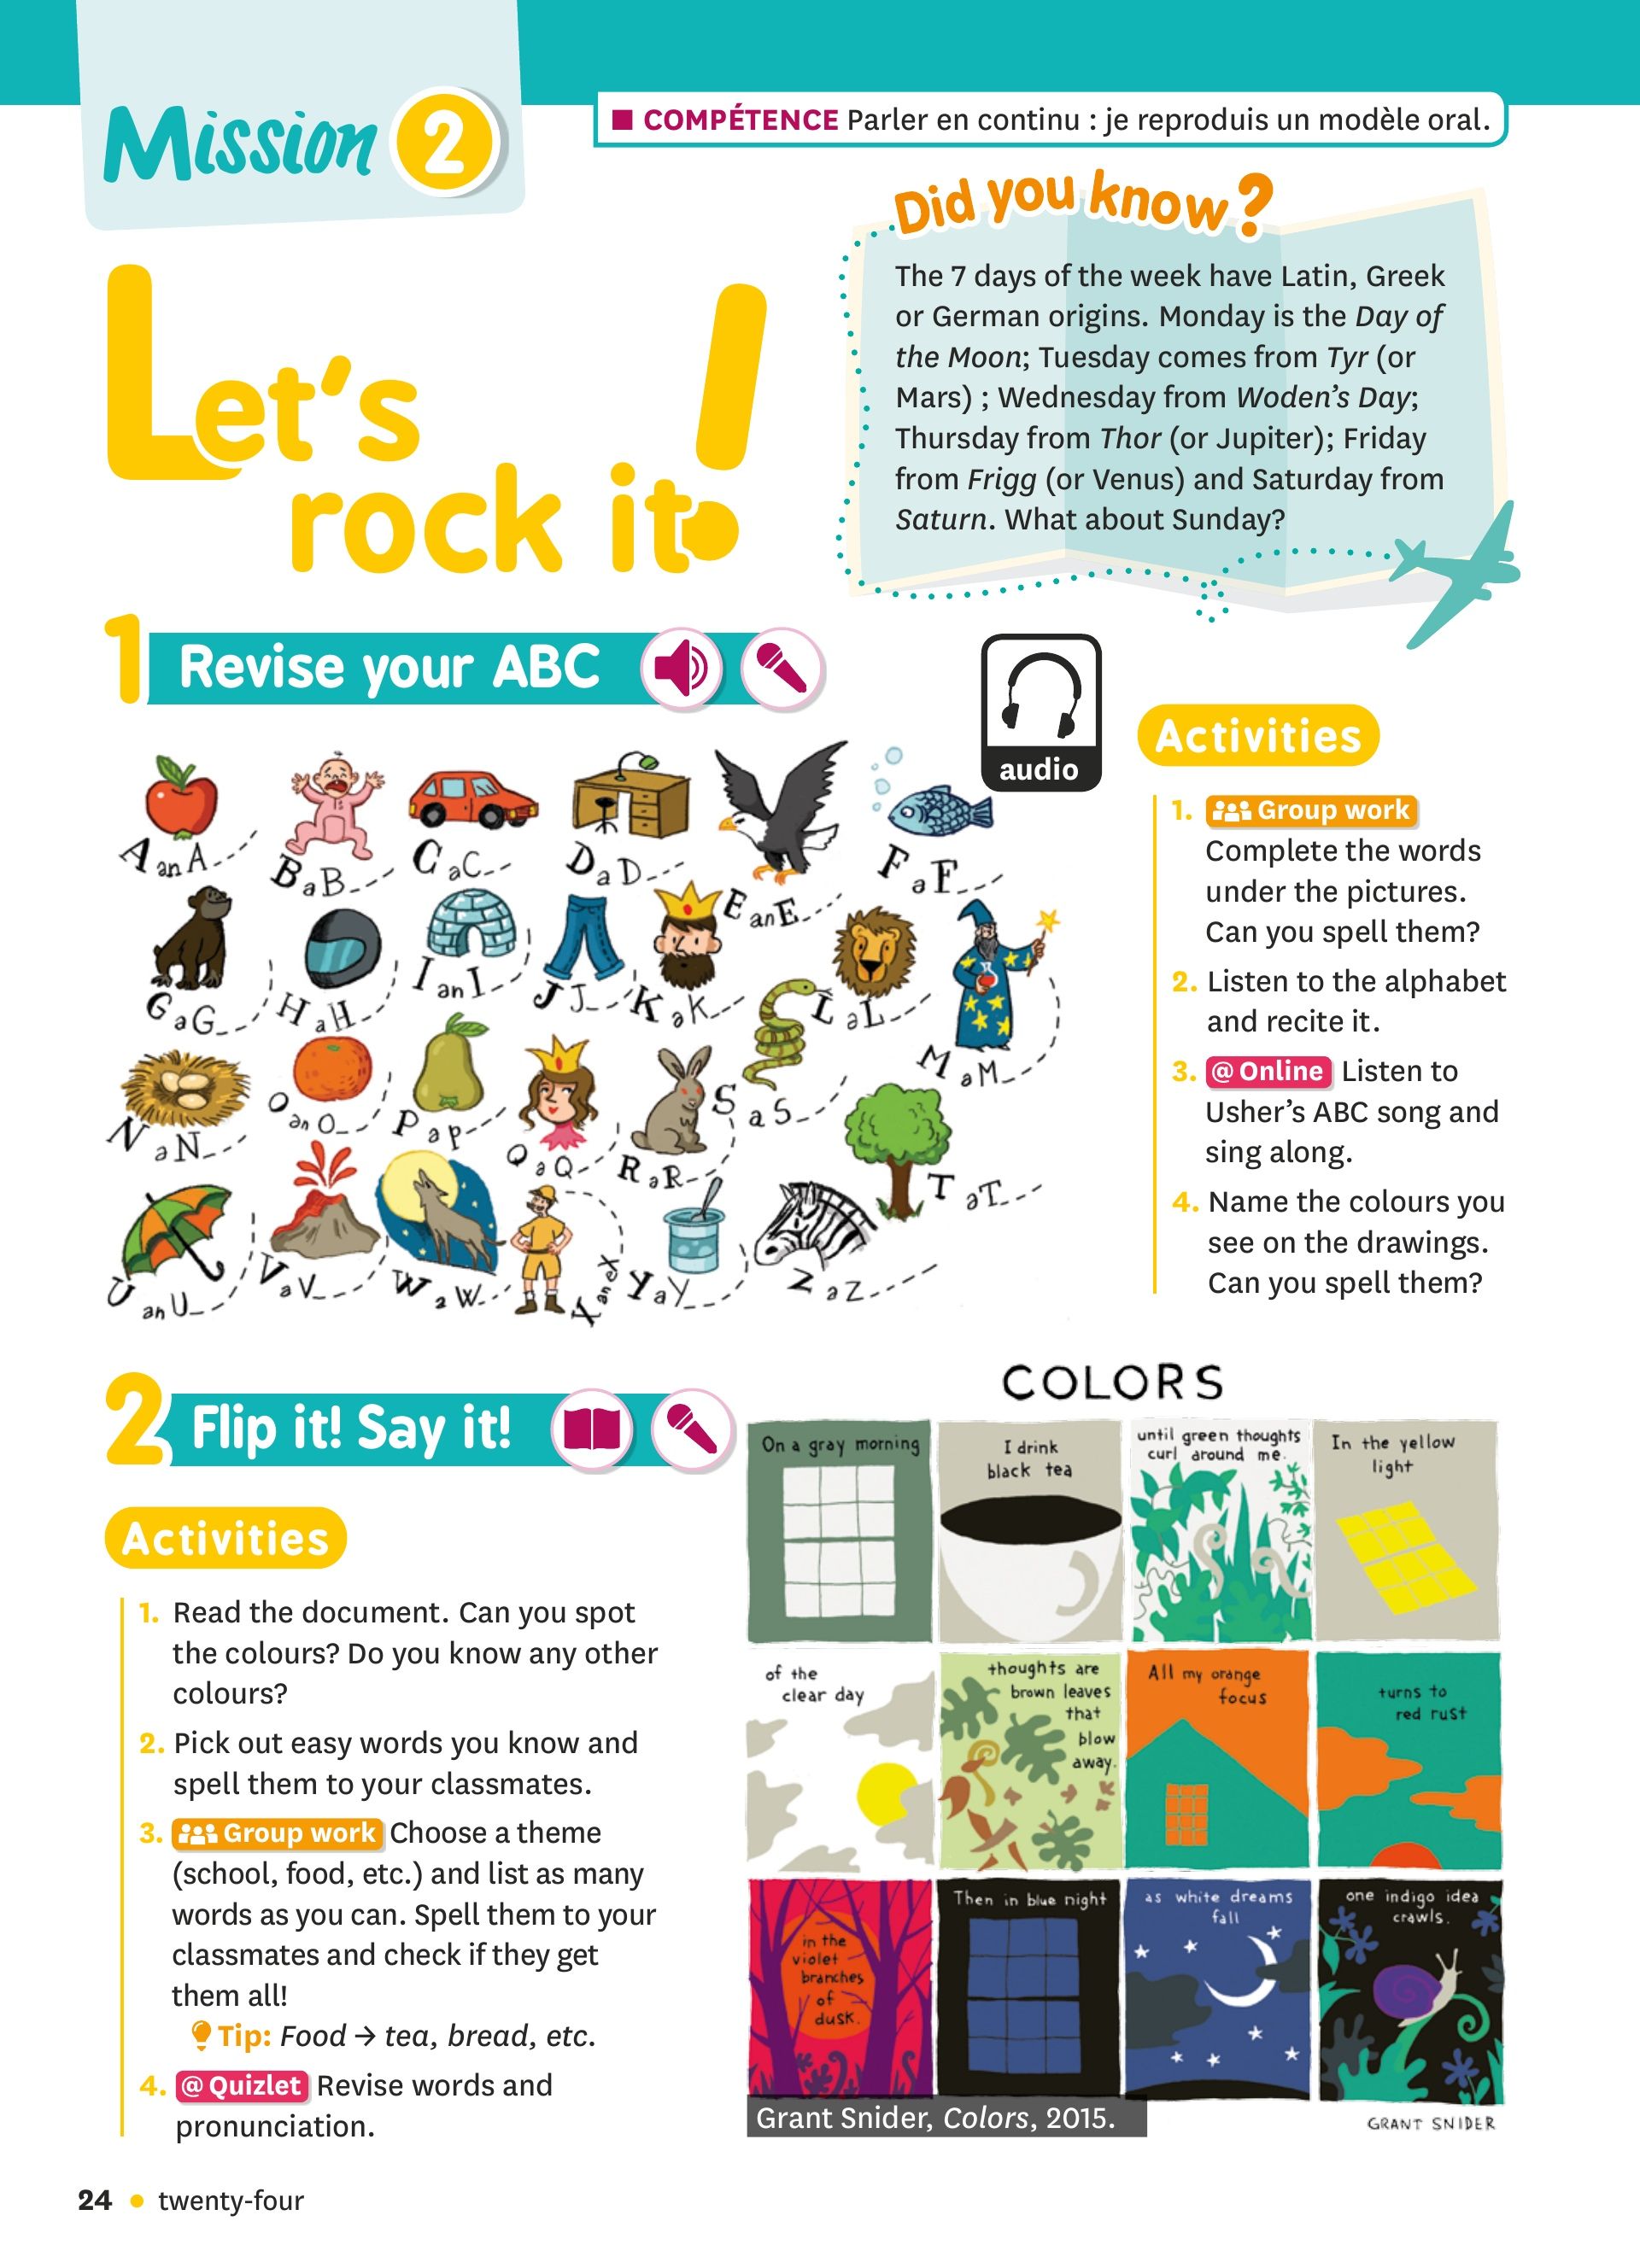 Mission 2
■ COMPÉTENCE Parler en continu : je reproduis un modèle oral.
Did you know?
The 7 days of the week have Latin, Greek
or German origins. Monday is the Day of
the Moon; Tuesday comes from Tyr (or
Mars) ; Wednesday from Woden's Day;
Thursday from Thor (or Jupiter); Friday
from Frigg (or Venus) and Saturday from
Saturn. What about Sunday?
Let's
rock it!
1 Revise your ABC
audio
A an A...
B a B...
C a C...
D a D...
E an E...
F a F...
G a G...
H a H...
I an I...
J J...
K a K...
L a L...
M a M...
N a N...
O an O...
P a p...
Q a Q...
R a R...
S a S...
T a T...
U an U...
V a V...
W a W...
X an eX
Y a Y...
Z a Z...
Activities
1. Group work
Complete the words
under the pictures.
Can you spell them?
2. Listen to the alphabet
and recite it.
3. @ Online Listen to
Usher's ABC song and
sing along.
4. Name the colours you
see on the drawings.
Can you spell them?
2 Flip it! Say it!
Activities
1. Read the document. Can you spot
the colours? Do you know any other
colours?
2. Pick out easy words you know and
spell them to your classmates.
3. Group work Choose a theme
(school, food, etc.) and list as many
words as you can. Spell them to your
classmates and check if they get
them all!
Tip: Food → tea, bread, etc.
4. @ Quizlet Revise words and
pronunciation.
COLORS
On a gray morning
I drink
black tea
until green thoughts
curl around me.
In the yellow
light
of the
clear day
thoughts are
brown leaves
that
blow
away.
All my orange
focus
turns to
red rust
in the
violet
branches
of
dusk.
Then in blue night
as white dreams
fall
one indigo idea
crawls.
Grant Snider, Colors, 2015.
GRANT SNIDER
24 • twenty-four